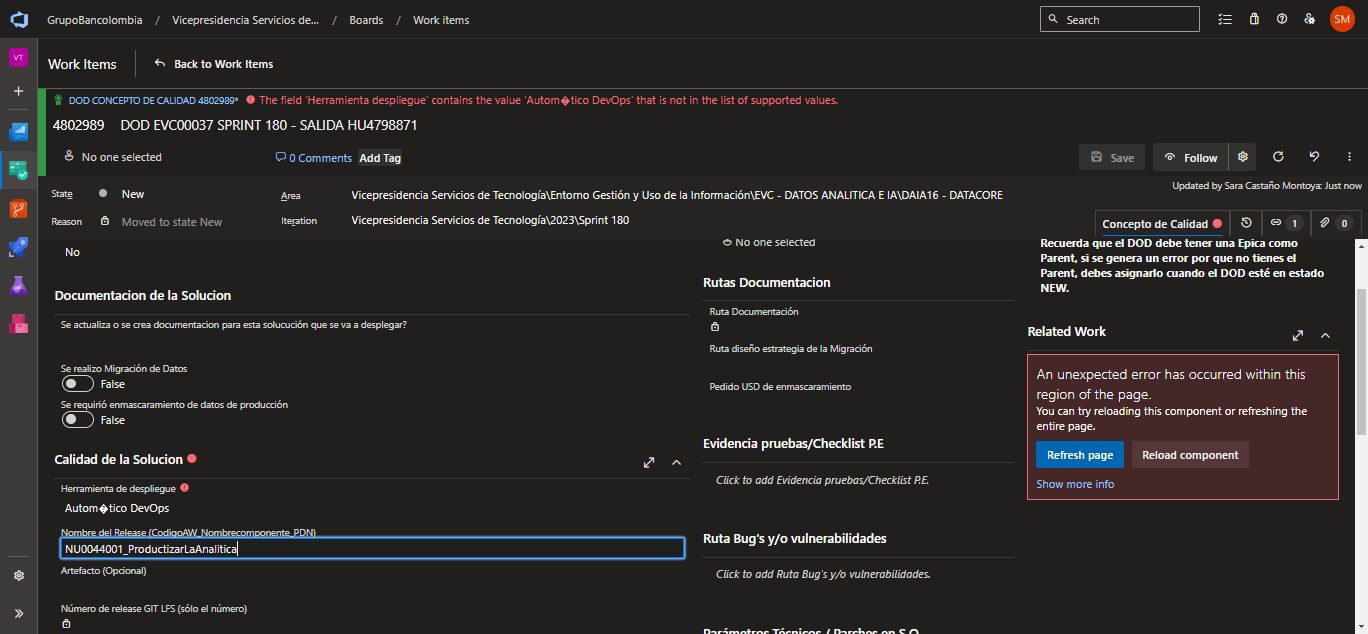 GrupoBancolombia / Vicepresidencia Servicios de... / Boards / Work items
Search
SM
VT
Work Items
Back to Work Items
DOD CONCEPTO DE CALIDAD 4802989*
The field 'Herramienta despliegue' contains the value 'Autom�tico DevOps' that is not in the list of supported values.
4802989 DOD EVC00037 SPRINT 180 - SALIDA HU4798871
No one selected
0 Comments
Add Tag
Save
Follow
Updated by Sara Castaño Montoya: Just now
State
New
Area
Vicepresidencia Servicios de Tecnología\Entorno Gestión y Uso de la Información\EVC - DATOS ANALITICA E IA\DAIA16 - DATACORE
Reason
Moved to state New
Iteration
Vicepresidencia Servicios de Tecnología\2023\Sprint 180
Concepto de Calidad
1
0
No
Documentacion de la Solucion
Se actualiza o se crea documentacion para esta solucución que se va a desplegar?
Se realizo Migración de Datos
False
Se requirió enmascaramiento de datos de producción
False
Calidad de la Solucion
Herramienta de despliegue
Autom�tico DevOps
Nombre del Release (CodigoAW_Nombrecomponente_PDN)
NU0044001_ProductizarLaAnalitica
Artefacto (Opcional)
Número de release GIT LFS (sólo el número)
No one selected
Rutas Documentacion
Ruta Documentación
Ruta diseño estrategia de la Migración
Pedido USD de enmascaramiento
Evidencia pruebas/Checklist P.E
Click to add Evidencia pruebas/Checklist P.E.
Ruta Bug's y/o vulnerabilidades
Click to add Ruta Bug's y/o vulnerabilidades.
Parámetros Técnicos / Parches en S.O
Recuerda que el DOD debe tener una Epica como
Parent, si se genera un error por que no tienes el
Parent, debes asignarlo cuando el DOD esté en estado
NEW.
Related Work
An unexpected error has occurred within this
region of the page.
You can try reloading this component or refreshing the
entire page.
Refresh page
Reload component
Show more info